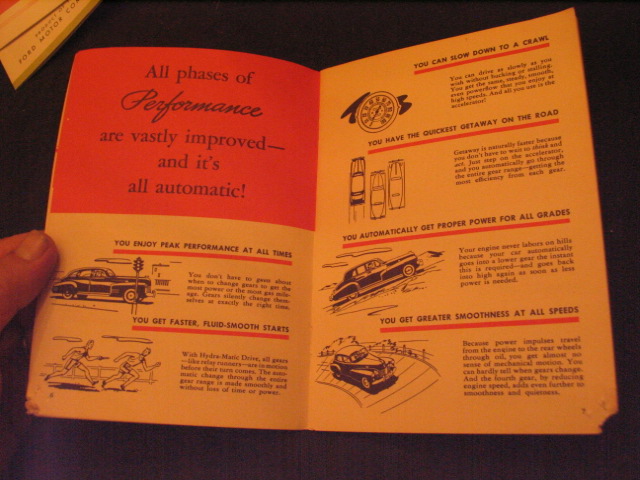 FORD MOTOR COM
All phases of
Performance
are vastly improved—
and it's
all automatic!
YOU ENJOY PEAK PERFORMANCE AT ALL TIMES
You don't have to guess about
when to change gears to get the
most power or the most gas mile-
age. Gears silently change them-
selves at exactly the right time.
YOU GET FASTER, FLUID-SMOOTH STARTS
With Hydra-Matic Drive, all gears
—like relay runners—are in motion
before their turn comes. The auto-
matic change through the entire
gear range is made smoothly and
without loss of time or power.
6
YOU CAN SLOW DOWN TO A CRAWL
You can drive as slowly as you
wish without bucking or stalling.
You get the same, steady, smooth,
even powerflow that you enjoy at
high speeds. And all you use is the
accelerator!
YOU HAVE THE QUICKEST GETAWAY ON THE ROAD
Getaway is naturally faster because
you don't have to wait to think and
act. Just step on the accelerator,
and you automatically go through
the entire gear range—getting the
most efficiency from each gear.
YOU AUTOMATICALLY GET PROPER POWER FOR ALL GRADES
Your engine never labors on hills
because your car automatically
goes into a lower gear the instant
this is required—and goes back
into high again as soon as less
power is needed.
YOU GET GREATER SMOOTHNESS AT ALL SPEEDS
Because power impulses travel
from the engine to the rear wheels
through oil, you get almost no
sense of mechanical motion. You
can hardly tell when gears change.
And the fourth gear, by reducing
engine speed, adds even further to
smoothness and quietness.
7